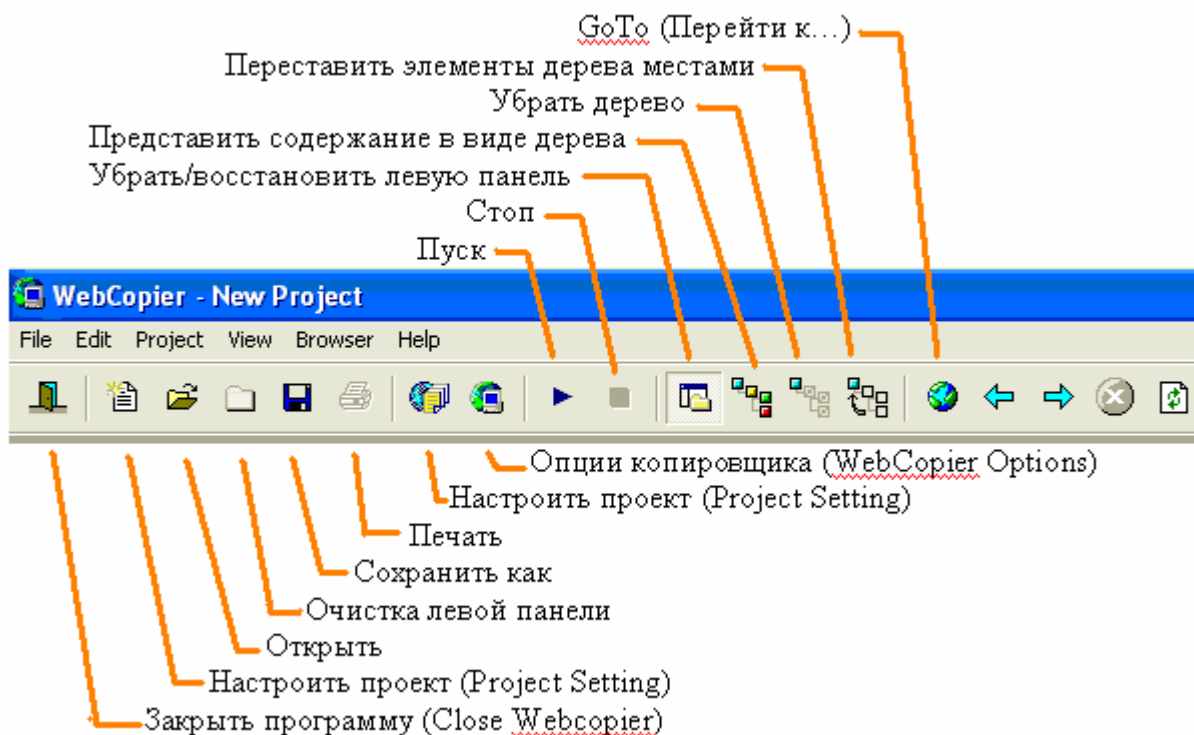 GoTo (Перейти к...)
Переставить элементы дерева местами
Убрать дерево
Представить содержание в виде дерева
Убрать/восстановить левую панель
Стоп
Пуск
WebCopier - New Project
File Edit Project View Browser Help
Опции копировщика (WebCopier Options)
Настроить проект (Project Setting)
Печать
Сохранить как
Очистка левой панели
Открыть
Настроить проект (Project Setting)
Закрыть программу (Close Webcopier)